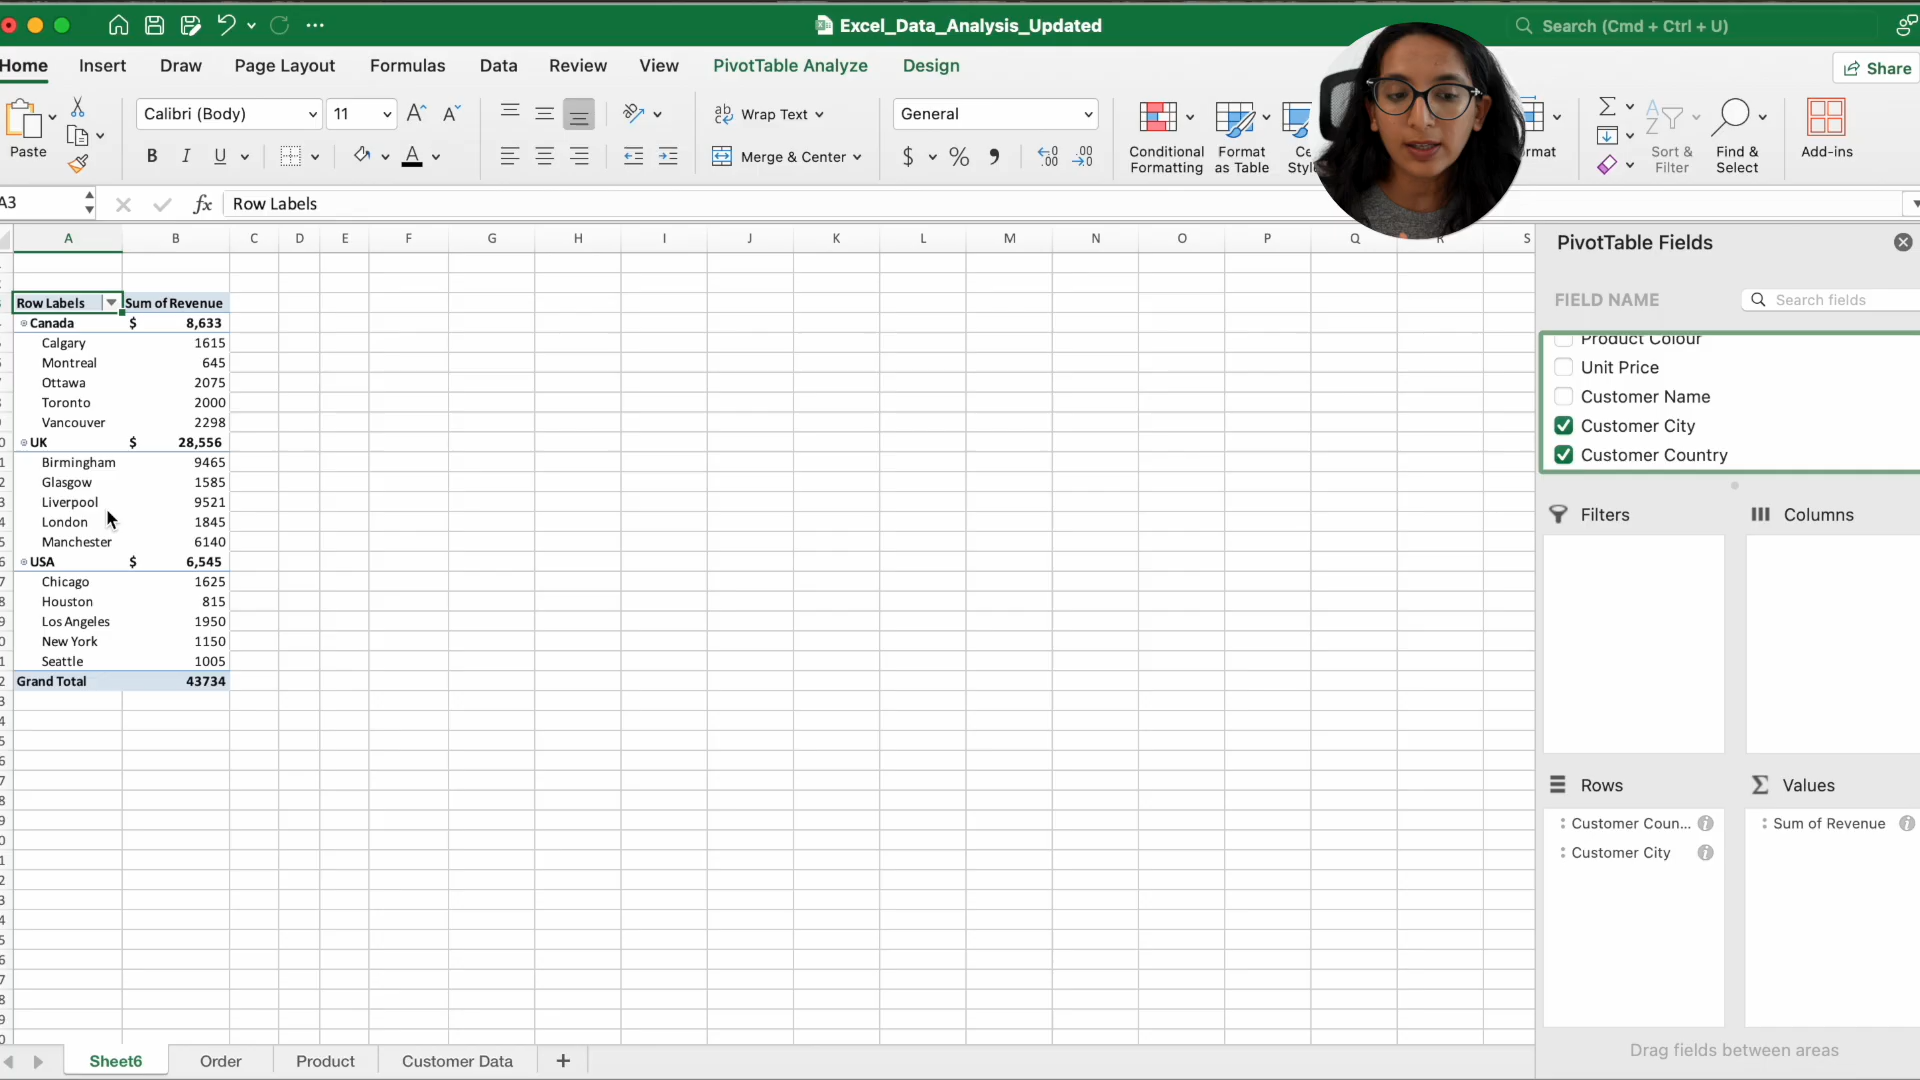 Excel_Data_Analysis_Updated
Search (Cmd + Ctrl + U)
Home Insert Draw Page Layout Formulas Data Review View PivotTable Analyze Design
Share
Paste
Calibri (Body) 11
B I U
Wrap Text
Merge & Center
General
$ % 9
Conditional Formatting
Format as Table
Sort & Filter
Find & Select
Add-ins
fx Row Labels
A B C D E F G H I J K L M N O P Q R S
Row Labels Sum of Revenue
Canada $ 8,633
Calgary 1615
Montreal 645
Ottawa 2075
Toronto 2000
Vancouver 2298
UK $ 28,556
Birmingham 9465
Glasgow 1585
Liverpool 9521
London 1845
Manchester 6140
USA $ 6,545
Chicago 1625
Houston 815
Los Angeles 1950
New York 1150
Seattle 1005
Grand Total 43734
PivotTable Fields
FIELD NAME
Search fields
Product Colour
Unit Price
Customer Name
Customer City
Customer Country
Filters Columns
Rows Values
Customer Coun... Sum of Revenue
Customer City
Drag fields between areas
Sheet6 Order Product Customer Data +